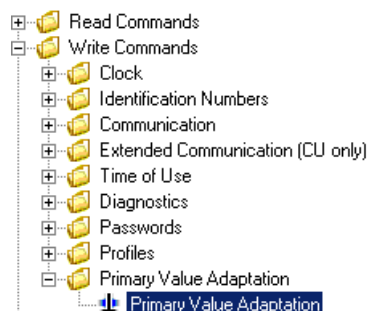 Read Commands
Write Commands
Clock
Identification Numbers
Communication
Extended Communication (CU only)
Time of Use
Diagnostics
Passwords
Profiles
Primary Value Adaptation
Primary Value Adaptation